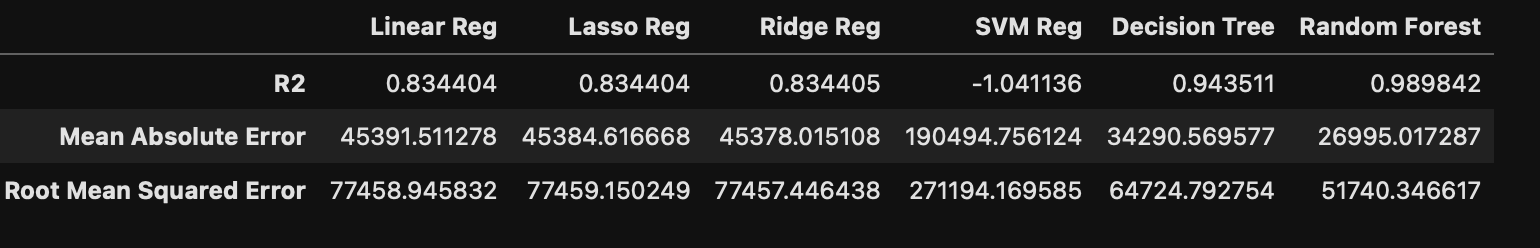 Linear Reg Lasso Reg Ridge Reg SVM Reg Decision Tree Random Forest
R2 0.834404 0.834404 0.834405 -1.041136 0.943511 0.989842
Mean Absolute Error 45391.511278 45384.616668 45378.015108 190494.756124 34290.569577 26995.017287
Root Mean Squared Error 77458.945832 77459.150249 77457.446438 271194.169585 64724.792754 51740.346617